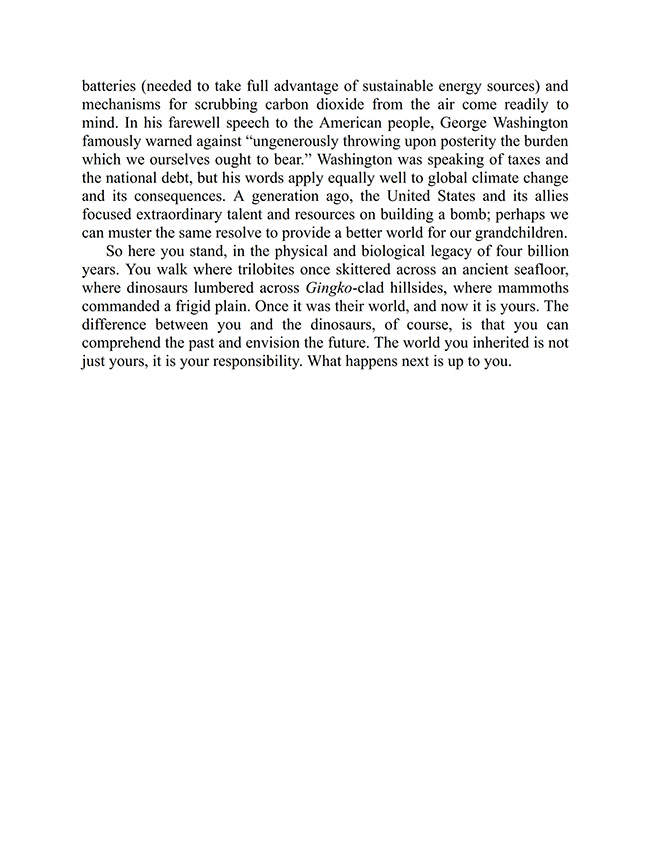 batteries (needed to take full advantage of sustainable energy sources) and
mechanisms for scrubbing carbon dioxide from the air come readily to
mind. In his farewell speech to the American people, George Washington
famously warned against “ungenerously throwing upon posterity the burden
which we ourselves ought to bear.” Washington was speaking of taxes and
the national debt, but his words apply equally well to global climate change
and its consequences. A generation ago, the United States and its allies
focused extraordinary talent and resources on building a bomb; perhaps we
can muster the same resolve to provide a better world for our grandchildren.
So here you stand, in the physical and biological legacy of four billion
years. You walk where trilobites once skittered across an ancient seafloor,
where dinosaurs lumbered across Gingko-clad hillsides, where mammoths
commanded a frigid plain. Once it was their world, and now it is yours. The
difference between you and the dinosaurs, of course, is that you can
comprehend the past and envision the future. The world you inherited is not
just yours, it is your responsibility. What happens next is up to you.